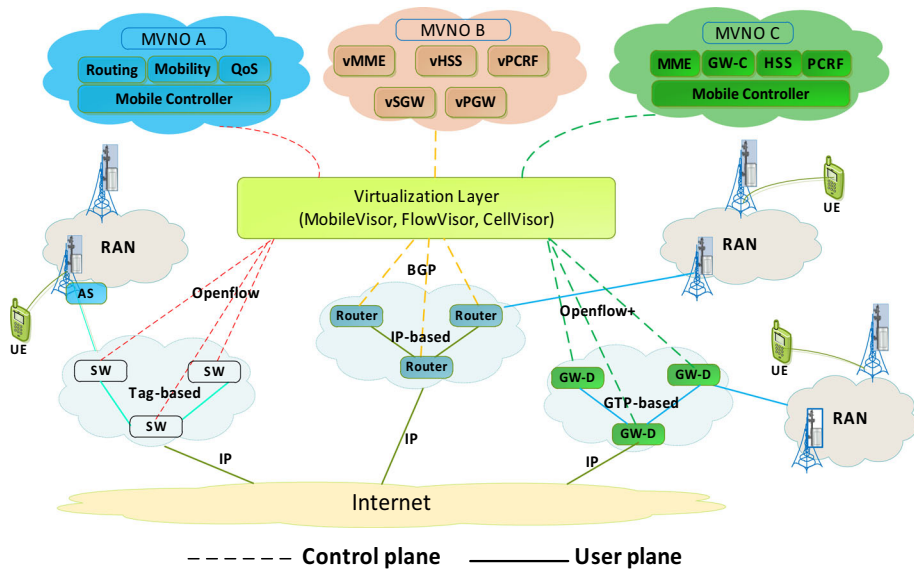 MVNO A
Routing
Mobility
QoS
Mobile Controller
MVNO B
vMME
vHSS
vPCRF
vSGW
vPGW
MVNO C
MME
GW-C
HSS
PCRF
Mobile Controller
Virtualization Layer
(MobileVisor, FlowVisor, CellVisor)
RAN
AS
UE
Openflow
BGP
Openflow+
RAN
UE
SW
SW
Tag-based
SW
Router
Router
IP-based
Router
GW-D
GW-D
GTP-based
GW-D
UE
RAN
IP
IP
IP
Internet
Control plane
User plane